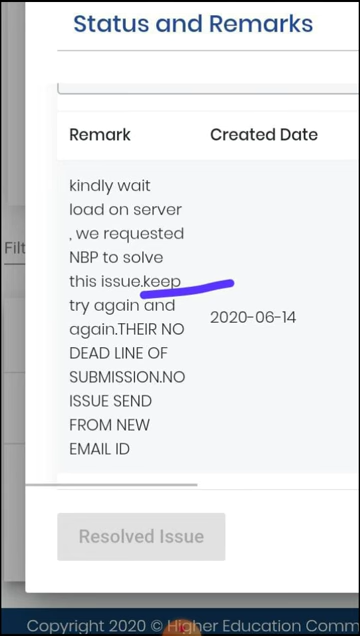 Status and Remarks
Remark Created Date
kindly wait
load on server
, we requested
NBP to solve
this issue.keep
try again and
again.THEIR NO
DEAD LINE OF
SUBMISSION.NO
ISSUE SEND
FROM NEW
EMAIL ID
2020-06-14
Filt
Resolved Issue
Copyright 2020 © Higher Education Comm